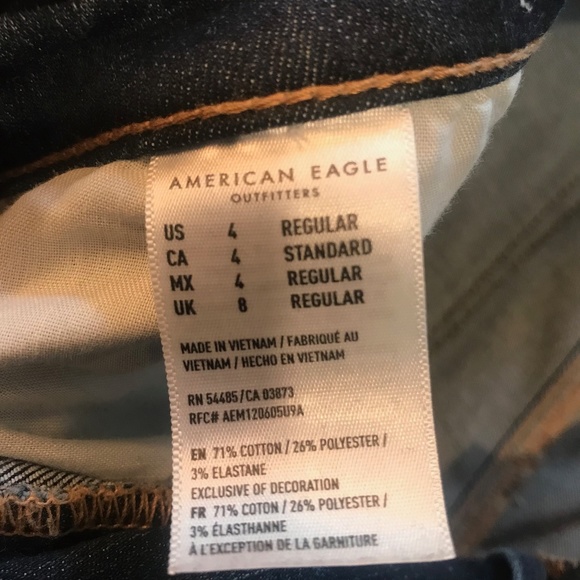 AMERICAN EAGLE
OUTFITTERS
US 4 REGULAR
CA 4 STANDARD
MX 4 REGULAR
UK 8 REGULAR
MADE IN VIETNAM / FABRIQUÉ AU
VIETNAM / HECHO EN VIETNAM
RN 54485/CA 03873
RFC# AEM120605U9A
EN 71% COTTON / 26% POLYESTER /
3% ELASTANE
EXCLUSIVE OF DECORATION
FR 71% COTON / 26% POLYESTER /
3% ÉLASTHANNE
À L'EXCEPTION DE LA GARNITURE